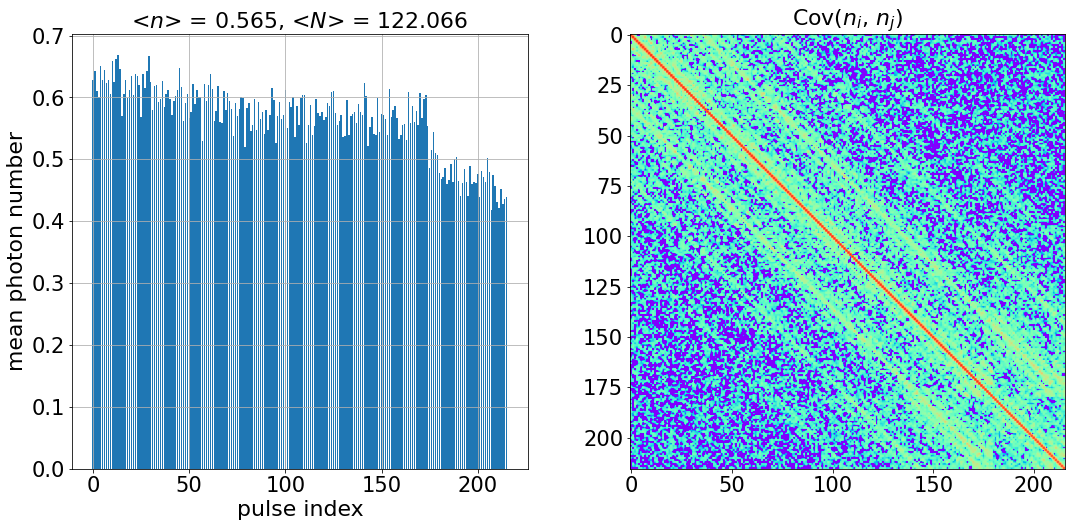 <n> = 0.565, <N> = 122.066
0.7
0.6
0.5
0.4
0.3
0.2
0.1
0.0
mean photon number
0 50 100 150 200
pulse index
Cov(nᵢ, nⱼ)
0
25
50
75
100
125
150
175
200
0 50 100 150 200